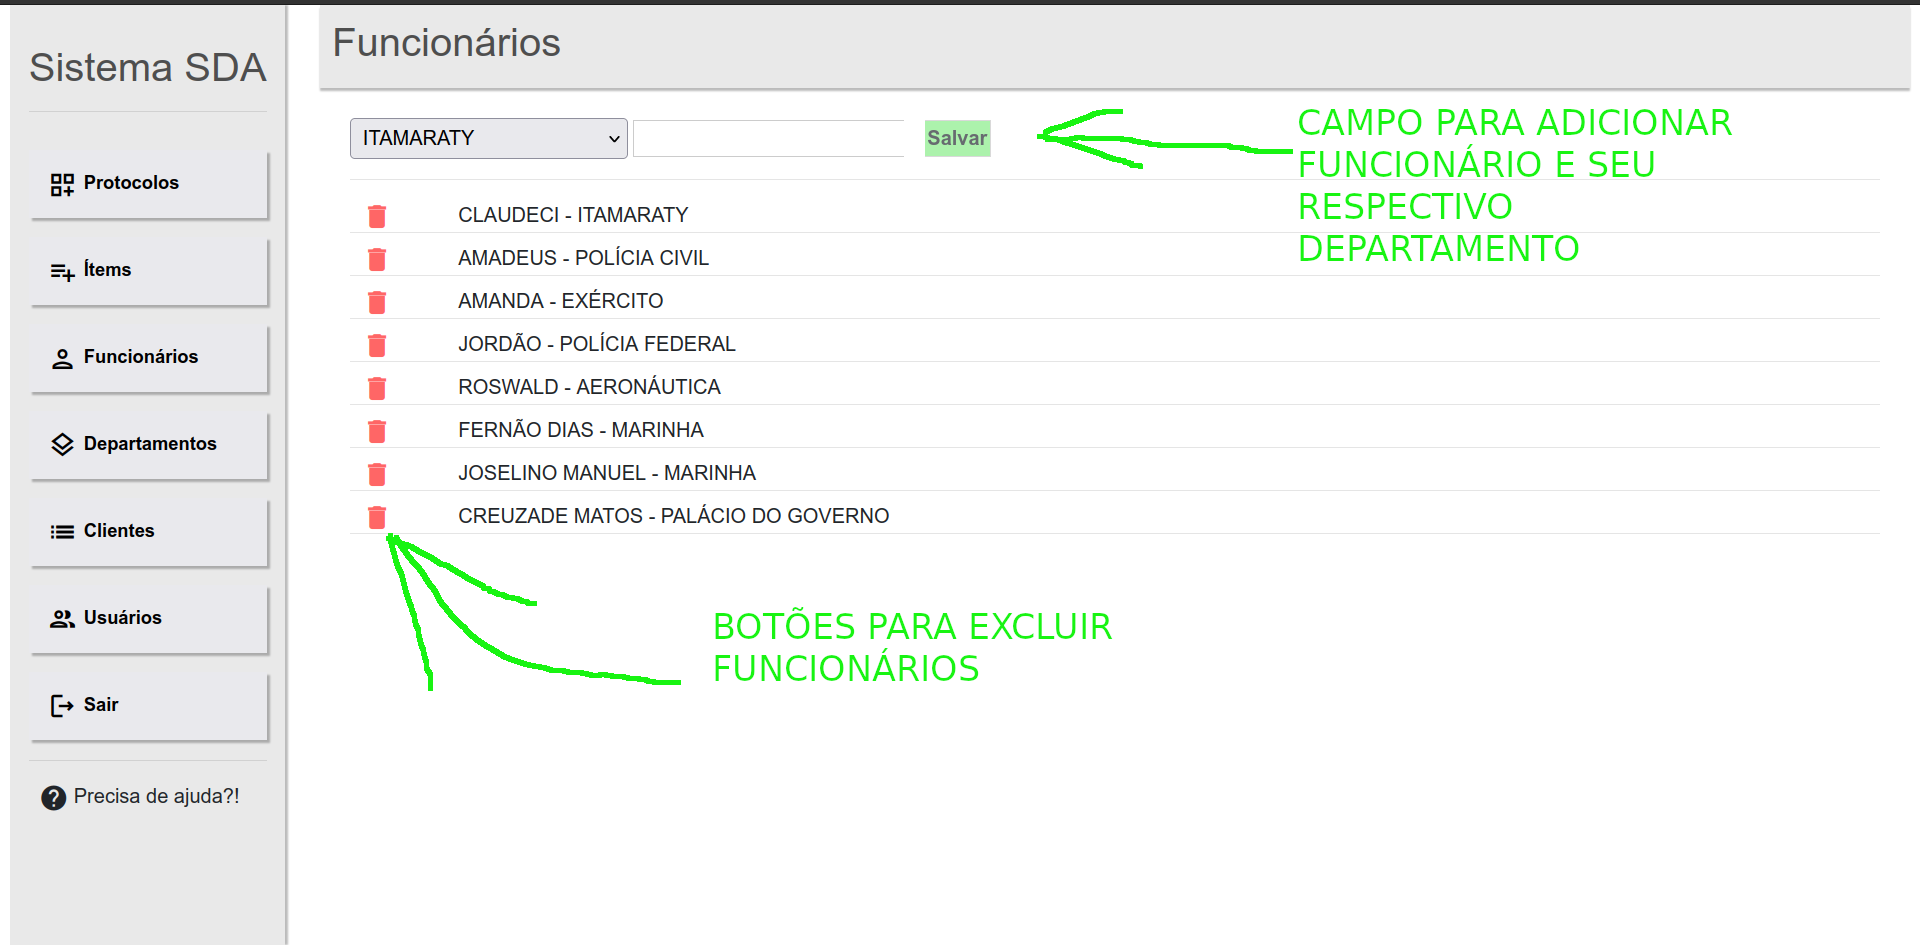 Sistema SDA
Protocolos
Ítems
Funcionários
Departamentos
Clientes
Usuários
Sair
Precisa de ajuda?!
Funcionários
ITAMARATY
Salvar
CAMPO PARA ADICIONAR
FUNCIONÁRIO E SEU
RESPECTIVO
DEPARTAMENTO
CLAUDECI - ITAMARATY
AMADEUS - POLÍCIA CIVIL
AMANDA - EXÉRCITO
JORDÃO - POLÍCIA FEDERAL
ROSWALD - AERONÁUTICA
FERNÃO DIAS - MARINHA
JOSELINO MANUEL - MARINHA
CREUZADE MATOS - PALÁCIO DO GOVERNO
BOTÕES PARA EXCLUIR
FUNCIONÁRIOS